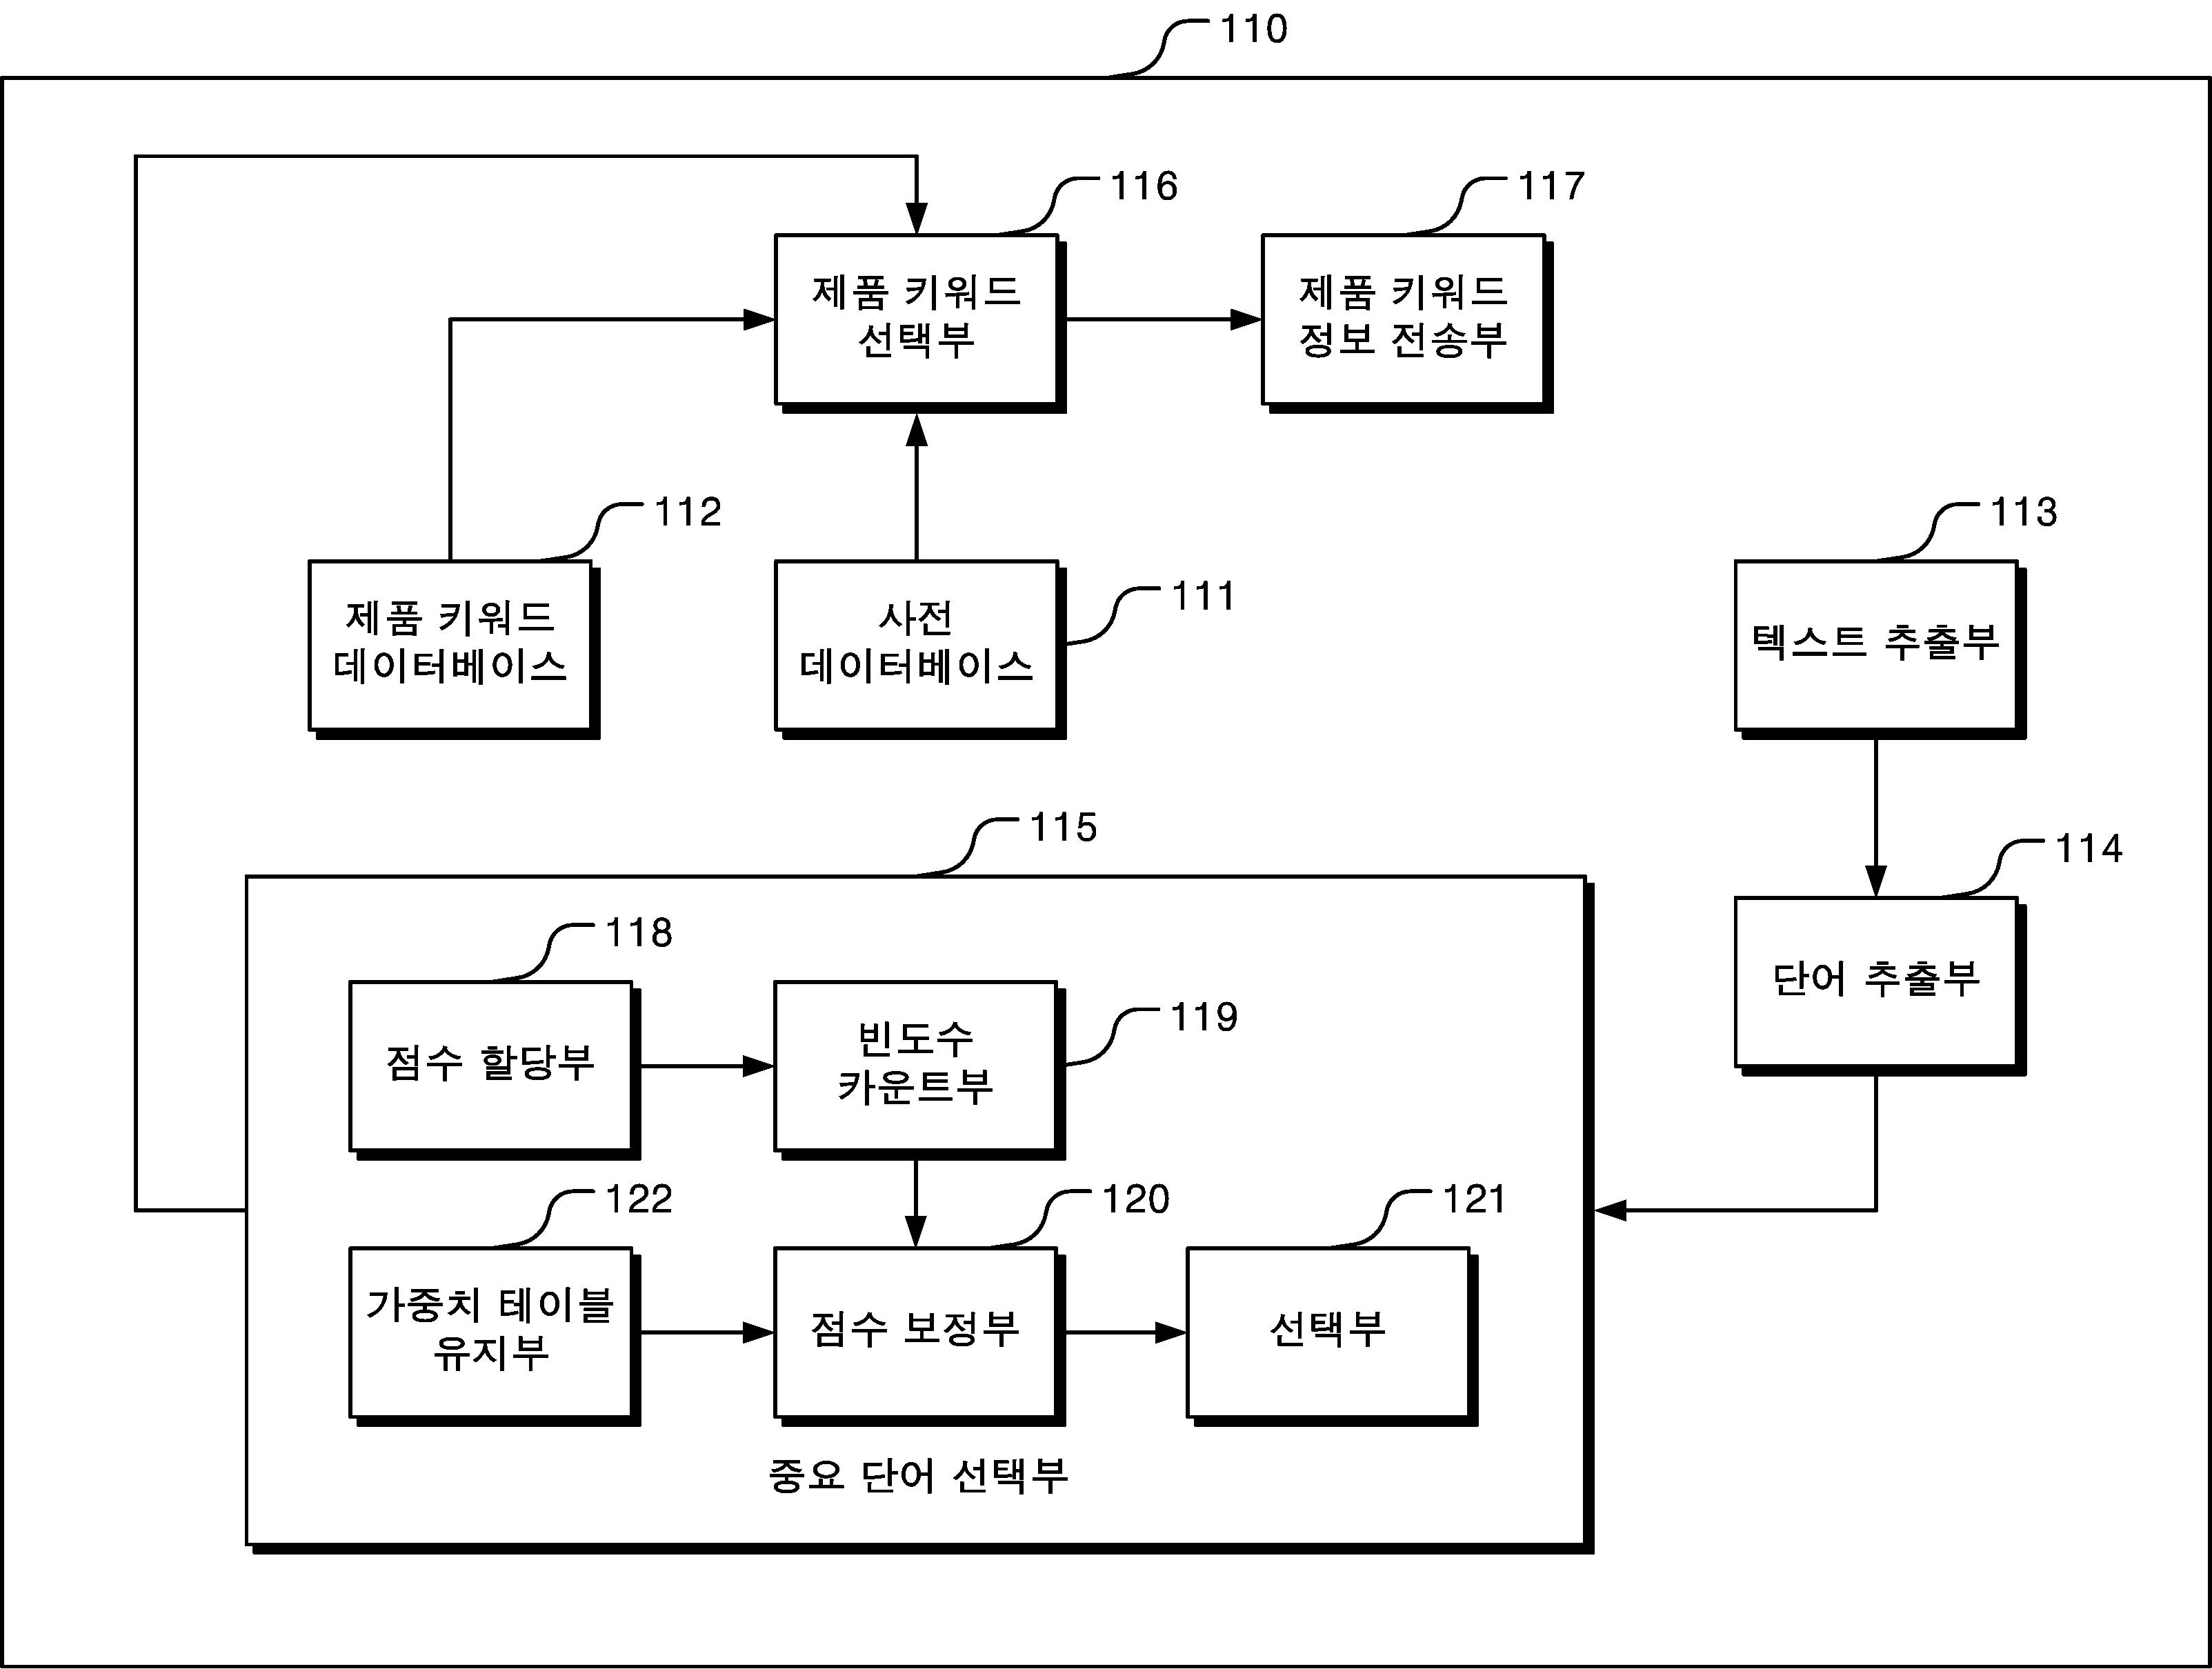 110
116
제품 키워드
선택부
117
제품 키워드
정보 전송부
112
제품 키워드
데이터베이스
111
사전
데이터베이스
113
텍스트 추출부
114
단어 추출부
115
118
점수 할당부
119
빈도수
카운트부
122
가중치 테이블
유지부
120
점수 보정부
121
선택부
중요 단어 선택부